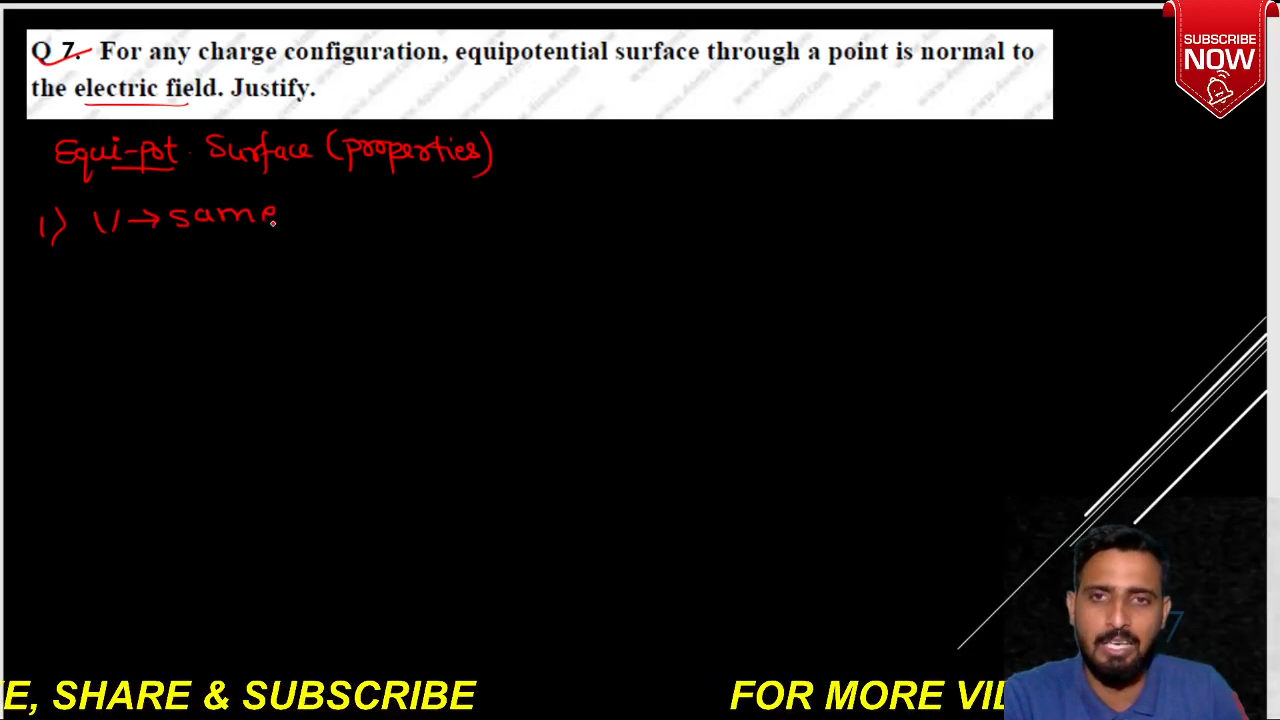 Q 7. For any charge configuration, equipotential surface through a point is normal to
the electric field. Justify.
SUBSCRIBE
NOW
Equi-pot. Surface (properties)
1) V → same
E, SHARE & SUBSCRIBE
FOR MORE VID